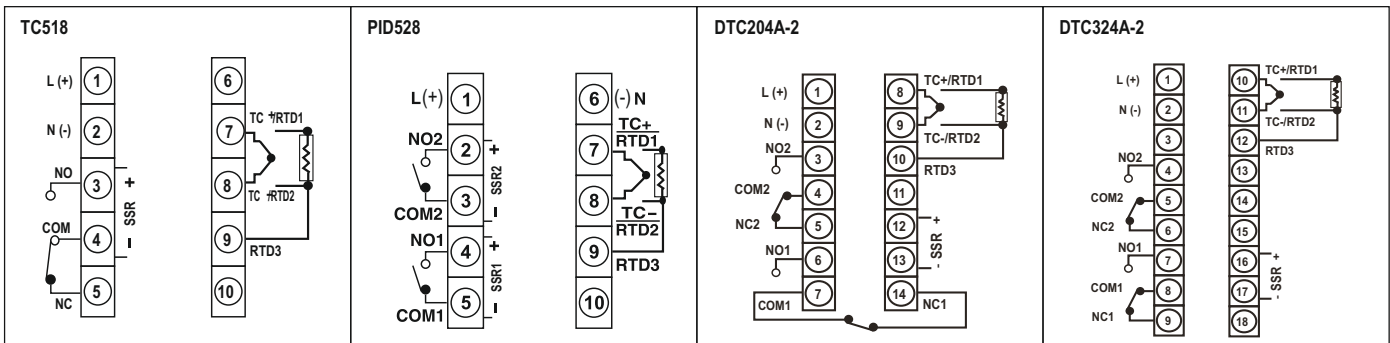 TC518
L (+)
1
N (-)
2
NO
3
+
SSR
COM
4
-
NC
5
6
7
TC +/RTD1
8
TC +/RTD2
9
RTD3
10
PID528
L(+)
1
NO2
2
+
SSR2
3
COM2
-
NO1
4
+
SSR1
5
COM1
-
6
(-) N
TC+
RTD1
7
8
TC−
RTD2
9
RTD3
10
DTC204A-2
L (+)
1
N (-)
2
NO2
3
COM2
4
NC2
5
NO1
6
7
COM1
8
TC+/RTD1
9
TC-/RTD2
10
RTD3
11
12
+
- SSR
13
14
NC1
DTC324A-2
L (+)
1
N (-)
2
3
NO2
4
COM2
5
NC2
6
NO1
7
COM1
8
NC1
9
10
TC+/RTD1
11
TC-/RTD2
12
RTD3
13
14
15
16
+
- SSR
17
18